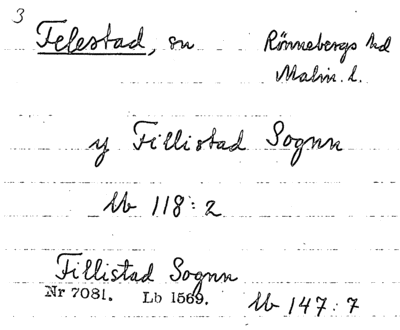 3
Felestad, sn Rönnebergs hd
Malm. l.
y Fillistad Sognn
Lb 118:2
Fillistad Sognn
Nr 7081. Lb 1569. Lb 147:7